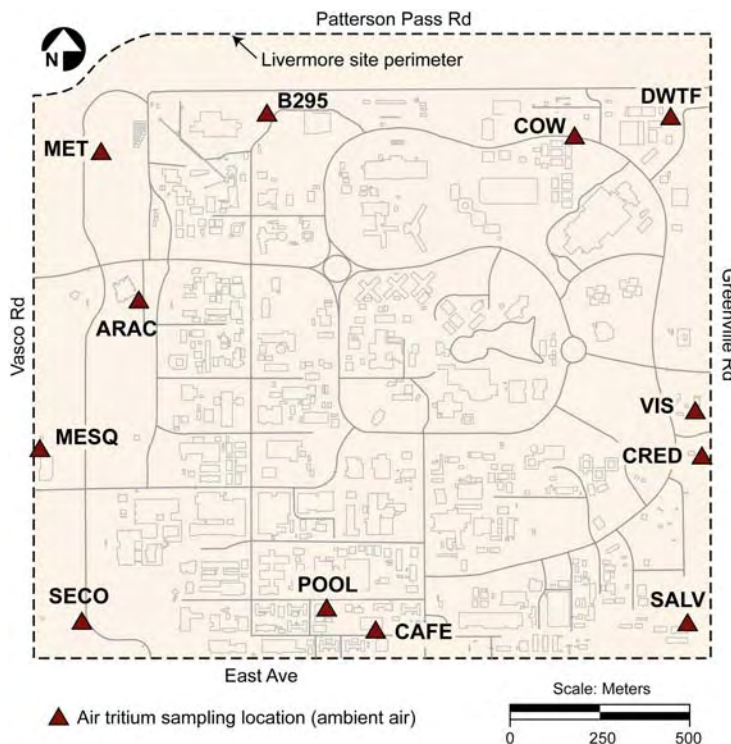 Patterson Pass Rd
N
Livermore site perimeter
B295
DWTF
COW
MET
Vasco Rd
Greenville Rd
ARAC
VIS
MESQ
CRED
SECO
POOL
SALV
CAFE
East Ave
Scale: Meters
Air tritium sampling location (ambient air)
0 250 500